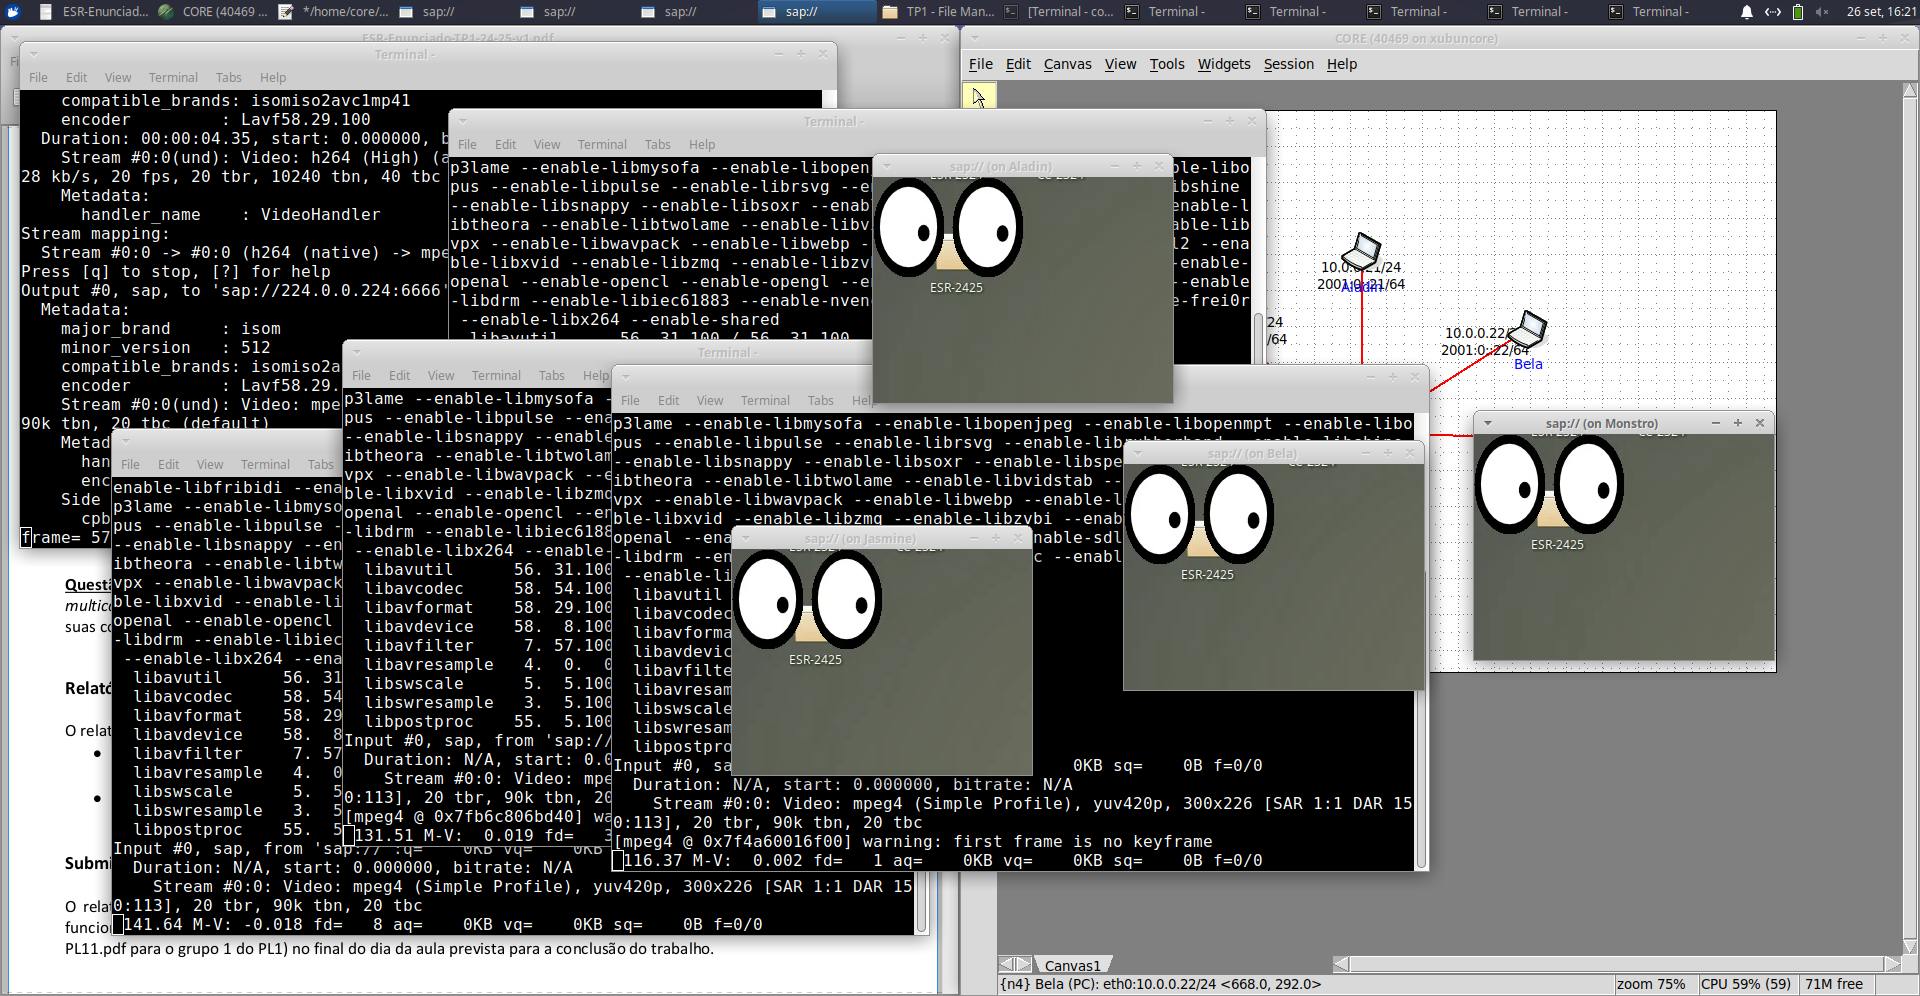 ESR-Enunciad...
CORE (40469 ...
*/home/core/...
sap://
sap://
sap://
sap://
TP1 - File Man...
[Terminal - co...
Terminal -
Terminal -
Terminal -
Terminal -
Terminal -
26 set, 16:21
ESR-Enunciado-TP1-24-25-v1.pdf
CORE (40469 on xubuncore)
File Edit Canvas View Tools Widgets Session Help
Terminal -
File Edit View Terminal Tabs Help
compatible_brands: isomiso2avc1mp41
encoder : Lavf58.29.100
Duration: 00:00:04.35, start: 0.000000, b
Stream #0:0(und): Video: h264 (High) (a
28 kb/s, 20 fps, 20 tbr, 10240 tbn, 40 tbc
Metadata:
handler_name : VideoHandler
Stream mapping:
Stream #0:0 -> #0:0 (h264 (native) -> mpe
Press [q] to stop, [?] for help
Output #0, sap, to 'sap://224.0.0.224:6666'
Metadata:
major_brand : isom
minor_version : 512
compatible_brands: isomiso2a
encoder : Lavf58.29.
Stream #0:0(und): Video: mpe
90k tbn, 20 tbc (default)
Metad
han
enc
Side
cpb
frame= 57
Terminal -
File Edit View Terminal Tabs Help
p3lame --enable-libmysofa --enable-libopen
ble-libo
pus --enable-libpulse --enable-librsvg --e
bshine
--enable-libsnappy --enable-libsoxr --enab
enable-l
ibtheora --enable-libtwolame --enable-libv
vpx --enable-libwavpack --enable-libwebp -
l2 --ena
ble-libxvid --enable-libzmq --enable-libzv
-enable-
openal --enable-opencl --enable-opengl --e
-enable
-libdrm --enable-libiec61883 --enable-nven
e-frei0r
--enable-libx264 --enable-shared
libavutil 56. 31.100 / 56. 31.100
sap:// (on Aladin)
ESR-2425
10.0.0.21/24
2001:0::21/64
Aladin
24
/64
10.0.0.22/
2001:0::22/64
Bela
Terminal -
File Edit View Terminal Tabs Help
p3lame --enable-libmysofa -
pus --enable-libpulse --ena
--enable-libsnappy --enable
ibtheora --enable-libtwolam
vpx --enable-libwavpack --e
ble-libxvid --enable-libzmq
openal --enable-opencl --en
-libdrm --enable-libiec6188
--enable-libx264 --enable-s
libavutil 56. 31.100
libavcodec 58. 54.100
libavformat 58. 29.100
libavdevice 58. 8.100
libavfilter 7. 57.100
libavresample 4. 0. 0
libswscale 5. 5.100
libswresample 3. 5.100
libpostproc 55. 5.100
Input #0, sap, from 'sap://
Duration: N/A, start: 0.0
Stream #0:0: Video: mpe
0:113], 20 tbr, 90k tbn, 20
[mpeg4 @ 0x7fb6c806bd40] wa
131.51 M-V: 0.019 fd= 3
File Edit View Terminal Tabs Help
p3lame --enable-libmysofa --enable-libopenjpeg --enable-libopenmpt --enable-libo
pus --enable-libpulse --enable-librsvg --enable-librubberband --enable-libshine
--enable-libsnappy --enable-libsoxr --enable-libspe
ibtheora --enable-libtwolame --enable-libvidstab --
vpx --enable-libwavpack --enable-libwebp --enable-l
ble-libxvid --enable-libzmq --enable-libzvbi --enab
openal --ena
nable-sdl
-libdrm --en
c --enabl
--enable-li
libavutil
libavcodec
libavforma
libavdevic
libavfilte
libavresam
libswscale
libswresam
libpostpro
Input #0, sa
0KB sq= 0B f=0/0
Duration: N/A, start: 0.000000, bitrate: N/A
Stream #0:0: Video: mpeg4 (Simple Profile), yuv420p, 300x226 [SAR 1:1 DAR 15
0:113], 20 tbr, 90k tbn, 20 tbc
[mpeg4 @ 0x7f4a60016f00] warning: first frame is no keyframe
116.37 M-V: 0.002 fd= 1 aq= 0KB vq= 0KB sq= 0B f=0/0
sap:// (on Bela)
ESR-2425
sap:// (on Monstro)
ESR-2425
sap:// (on Jasmine)
ESR-2425
File Edit View Terminal Tabs
enable-libfribidi --ena
p3lame --enable-libmyso
pus --enable-libpulse -
--enable-libsnappy --en
ibtheora --enable-libtw
vpx --enable-libwavpack
ble-libxvid --enable-li
openal --enable-opencl
-libdrm --enable-libiec
--enable-libx264 --ena
libavutil 56. 31
libavcodec 58. 54
libavformat 58. 29
libavdevice 58. 8
libavfilter 7. 57
libavresample 4. 0
libswscale 5. 5
libswresample 3. 5
libpostproc 55. 5
Input #0, sap, from 'sap://' :q= 0KB vq= 0KB sq= 0B f=0/0
Duration: N/A, start: 0.000000, bitrate: N/A
Stream #0:0: Video: mpeg4 (Simple Profile), yuv420p, 300x226 [SAR 1:1 DAR 15
0:113], 20 tbr, 90k tbn, 20 tbc
141.64 M-V: -0.018 fd= 8 aq= 0KB vq= 0KB sq= 0B f=0/0
Questã
multica
suas co
Relató
O relat
Submi
O relat
funcion
PL11.pdf para o grupo 1 do PL1) no final do dia da aula prevista para a conclusão do trabalho.
Canvas1
{n4} Bela (PC): eth0:10.0.0.22/24 <668.0, 292.0>
zoom 75%
CPU 59% (59)
71M free